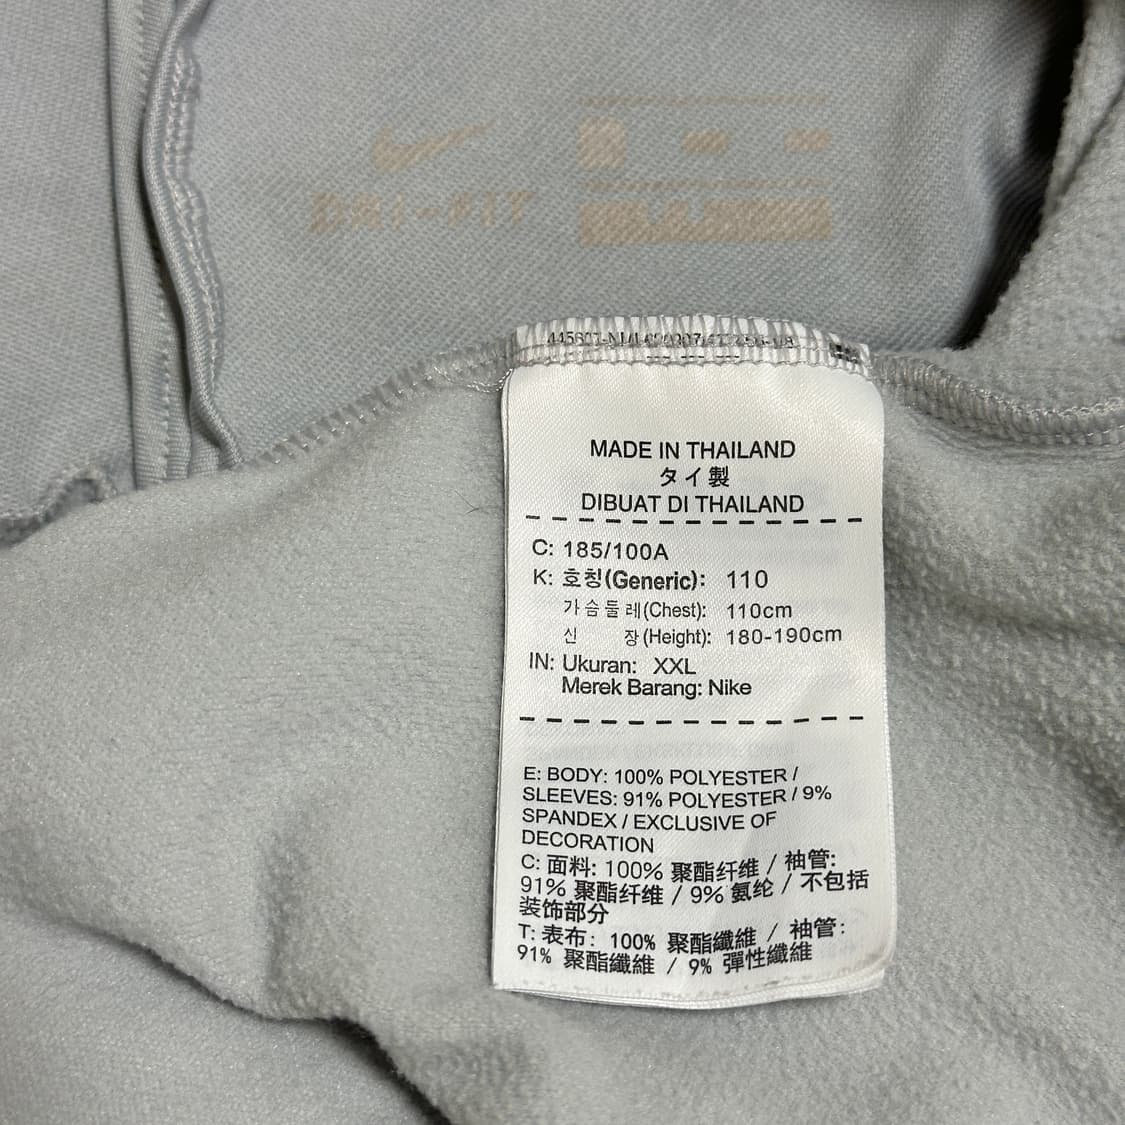 DRI-FIT
MADE IN THAILAND
タイ製
DIBUAT DI THAILAND
C: 185/100A
K: 호칭(Generic): 110
가슴둘레(Chest): 110cm
신 장(Height): 180-190cm
IN: Ukuran: XXL
Merek Barang: Nike
E: BODY: 100% POLYESTER /
SLEEVES: 91% POLYESTER / 9%
SPANDEX / EXCLUSIVE OF
DECORATION
C: 面料: 100% 聚酯纤维 / 袖管:
91% 聚酯纤维 / 9% 氨纶 / 不包括
装饰部分
T: 表布: 100% 聚酯纖維 / 袖管:
91% 聚酯纖維 / 9% 彈性纖維